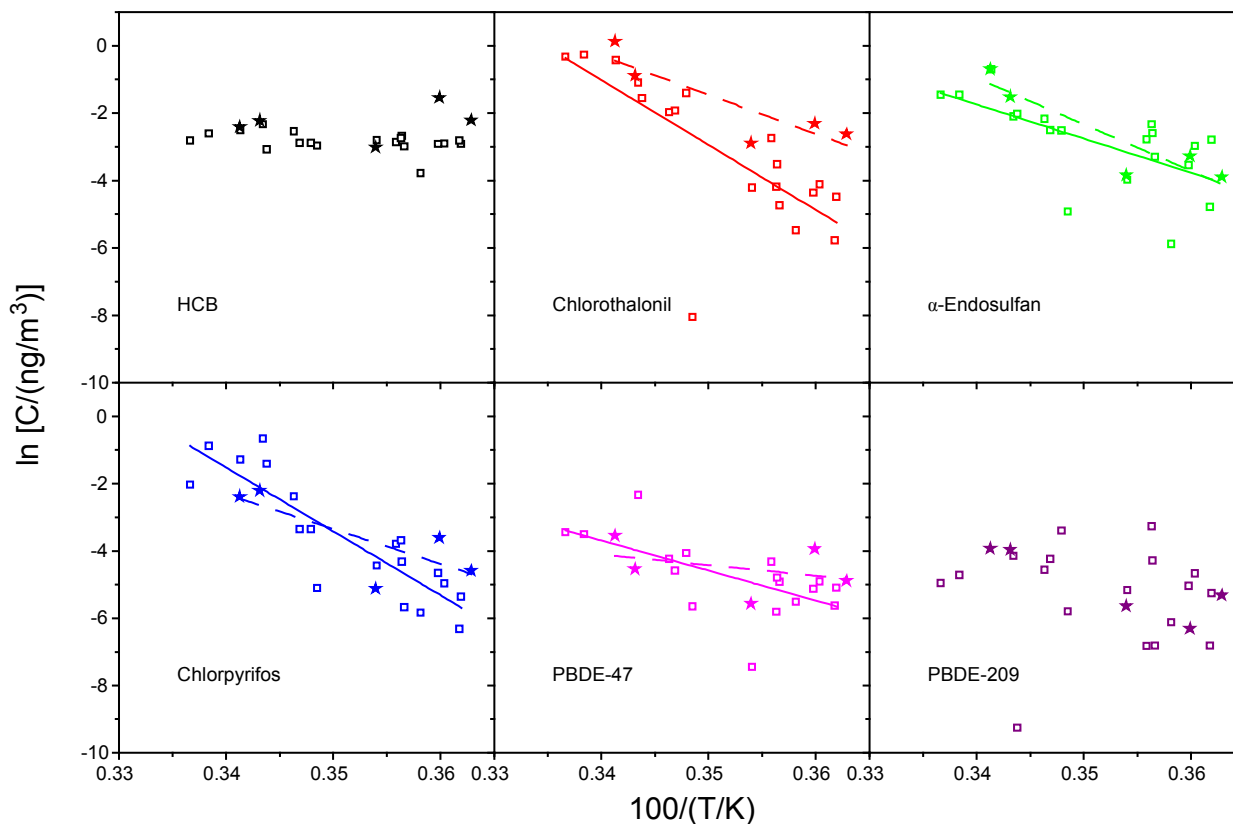 0
-2
-4
-6
-8
-10
HCB
Chlorothalonil
α-Endosulfan
ln [C/(ng/m³)]
0
-2
-4
-6
-8
-10
Chlorpyrifos
PBDE-47
PBDE-209
0.33 0.34 0.35 0.36 0.33 0.34 0.35 0.36 0.33 0.34 0.35 0.36
100/(T/K)